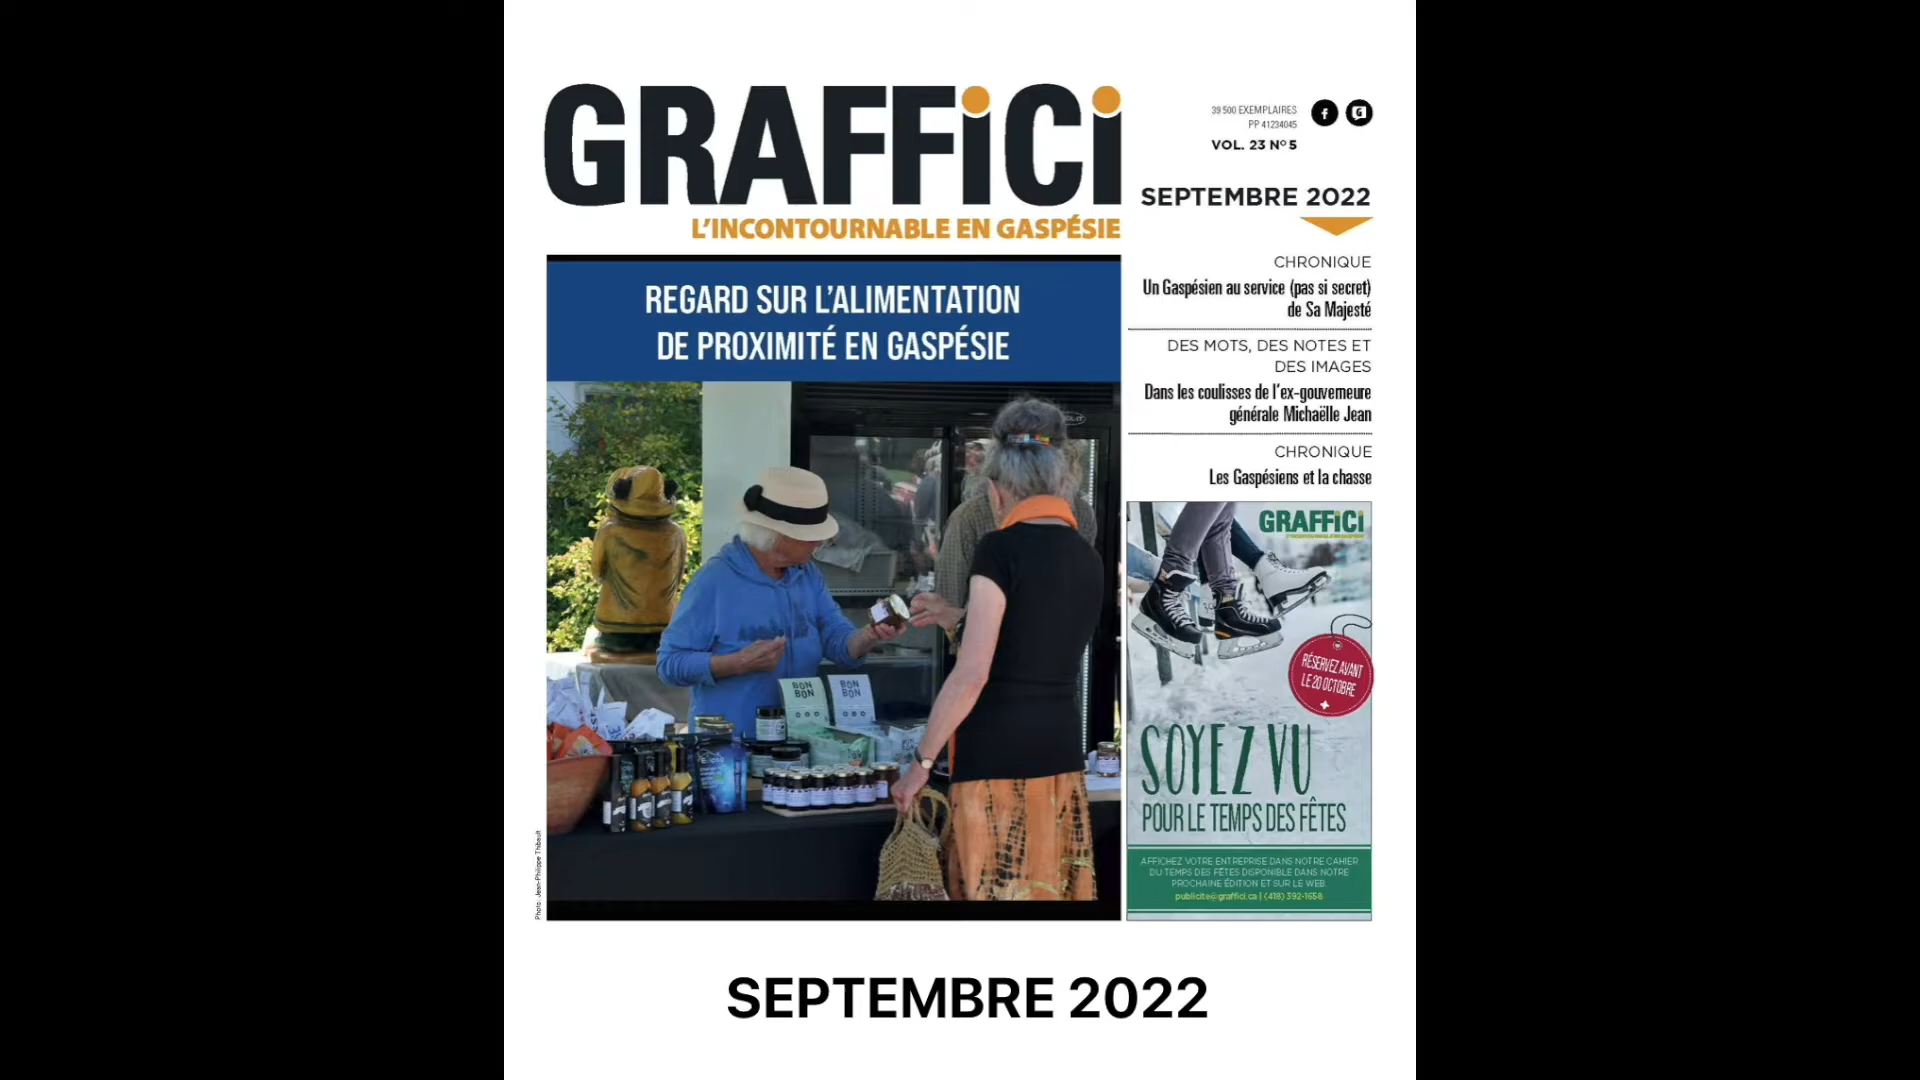 GRAFFiCi
L'INCONTOURNABLE EN GASPÉSIE
39 500 EXEMPLAIRES
PP 41234045
VOL. 23 Nº 5
SEPTEMBRE 2022
REGARD SUR L'ALIMENTATION
DE PROXIMITÉ EN GASPÉSIE
CHRONIQUE
Un Gaspésien au service (pas si secret)
de Sa Majesté
DES MOTS, DES NOTES ET
DES IMAGES
Dans les coulisses de l'ex-gouverneure
générale Michaëlle Jean
CHRONIQUE
Les Gaspésiens et la chasse
BON
BON
BON
BON
Photo: Jean-Philippe Thibault
GRAFFiCi
L'INCONTOURNABLE EN GASPÉSIE
RÉSERVEZ AVANT
LE 20 OCTOBRE
SOYEZ VU
POUR LE TEMPS DES FÊTES
AFFICHEZ VOTRE ENTREPRISE DANS NOTRE CAHIER
DU TEMPS DES FÊTES DISPONIBLE DANS NOTRE
PROCHAINE ÉDITION ET SUR LE WEB
publicite@graffici.ca | (418) 392-1658
SEPTEMBRE 2022